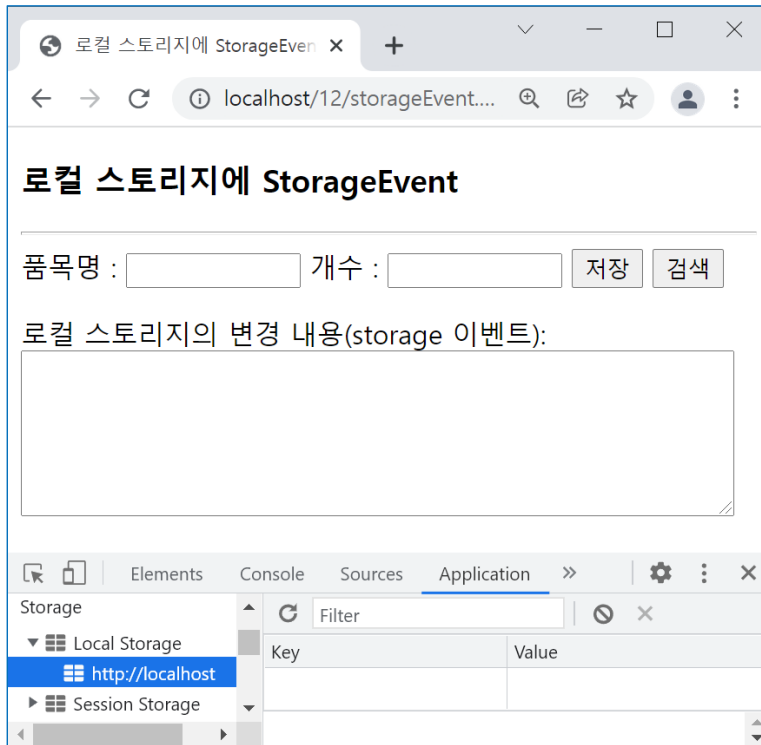 로컬 스토리지에 StorageEven
localhost/12/storageEvent....
로컬 스토리지에 StorageEvent
품목명 : 개수 : 저장 검색
로컬 스토리지의 변경 내용(storage 이벤트):
Elements Console Sources Application
Storage
Filter
Local Storage
Key Value
http://localhost
Session Storage